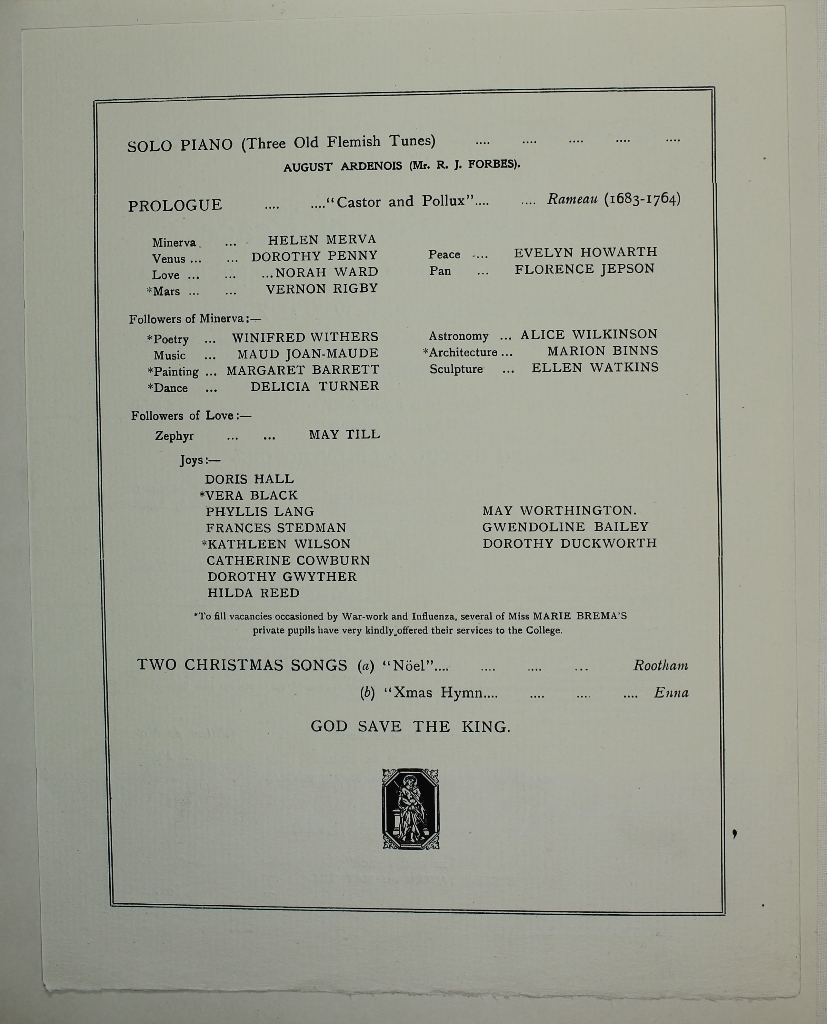 SOLO PIANO (Three Old Flemish Tunes) .... .... .... .... ....
AUGUST ARDENOIS (Mr. R. J. FORBES).
PROLOGUE .... ...."Castor and Pollux".... .... Rameau (1683-1764)
Minerva ... HELEN MERVA
Venus ... ... DOROTHY PENNY
Love ... ... ...NORAH WARD
*Mars ... ... VERNON RIGBY
Peace .... EVELYN HOWARTH
Pan ... FLORENCE JEPSON
Followers of Minerva:—
*Poetry ... WINIFRED WITHERS
Music ... MAUD JOAN-MAUDE
*Painting ... MARGARET BARRETT
*Dance ... DELICIA TURNER
Astronomy ... ALICE WILKINSON
*Architecture ... MARION BINNS
Sculpture ... ELLEN WATKINS
Followers of Love:—
Zephyr ... ... MAY TILL
Joys:—
DORIS HALL
*VERA BLACK
PHYLLIS LANG
FRANCES STEDMAN
*KATHLEEN WILSON
CATHERINE COWBURN
DOROTHY GWYTHER
HILDA REED
MAY WORTHINGTON.
GWENDOLINE BAILEY
DOROTHY DUCKWORTH
*To fill vacancies occasioned by War-work and Influenza, several of Miss MARIE BREMA'S
private pupils have very kindly offered their services to the College.
TWO CHRISTMAS SONGS (a) "Nöel".... .... .... ... Rootham
(b) "Xmas Hymn.... .... .... .... Enna
GOD SAVE THE KING.